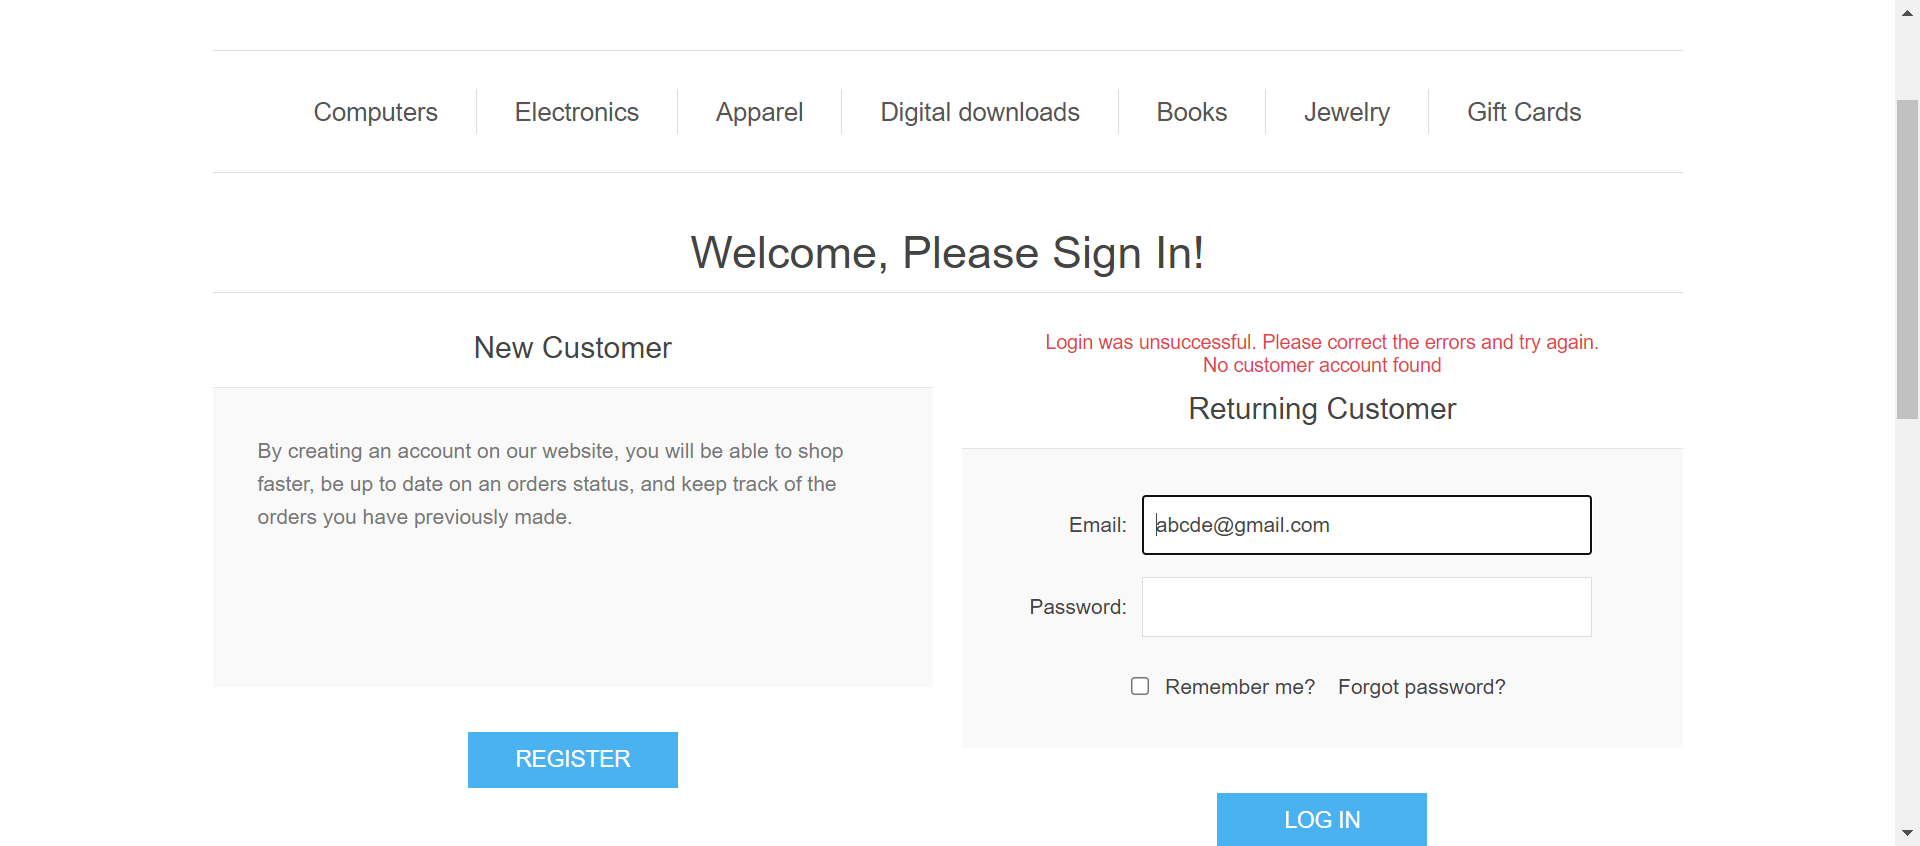 Computers Electronics Apparel Digital downloads Books Jewelry Gift Cards
Welcome, Please Sign In!
New Customer
By creating an account on our website, you will be able to shop
faster, be up to date on an orders status, and keep track of the
orders you have previously made.
REGISTER
Login was unsuccessful. Please correct the errors and try again.
No customer account found
Returning Customer
Email: abcde@gmail.com
Password:
Remember me? Forgot password?
LOG IN